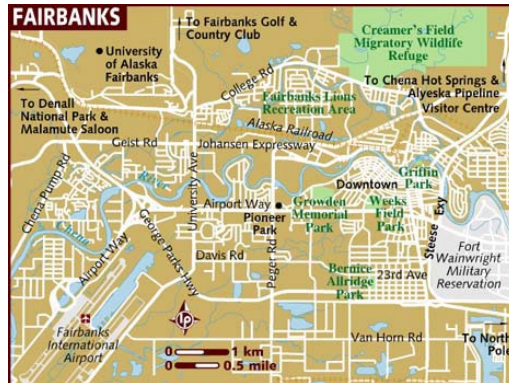 FAIRBANKS
To Fairbanks Golf &
Country Club
Creamer's Field
Migratory Wildlife
Refuge
University
of Alaska
Fairbanks
College Rd
To Chena Hot Springs &
Alyeska Pipeline
Visitor Centre
To Denali
National Park &
Malamute Saloon
Fairbanks Lions
Recreation Area
Alaska Railroad
Geist Rd
Johansen Expressway
Chena Pump Rd
River
University Ave
Griffin
Park
Downtown
Airport Way
Pioneer
Park
Growden
Memorial
Park
Weeks
Field
Park
Chena
Airport Way
George Parks Hwy
Peger Rd
Steese Exy
Davis Rd
Fort
Wainwright
Military
Reservation
Bernice
Allridge
Park
23rd Ave
Fairbanks
International
Airport
lp
0 1 km
0 0.5 mile
Van Horn Rd
To North
Pole